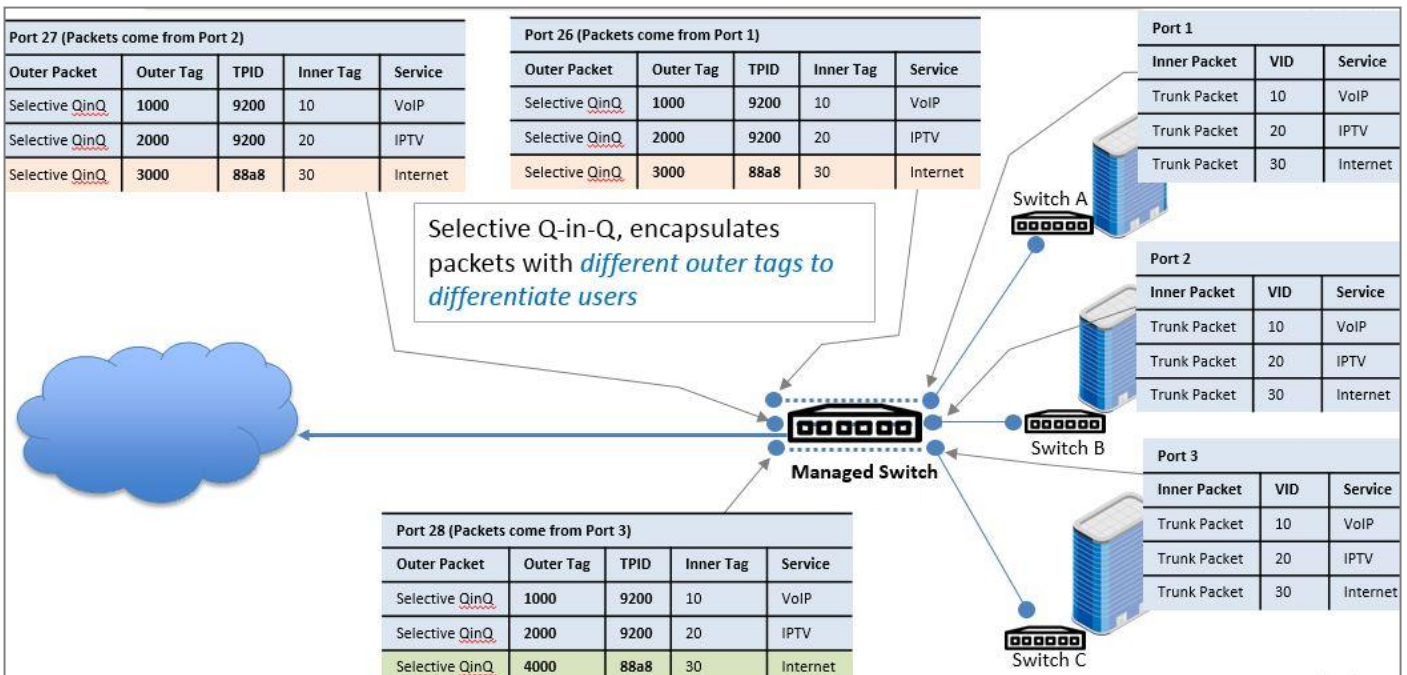 Port 27 (Packets come from Port 2)
Outer Packet Outer Tag TPID Inner Tag Service
Selective QinQ 1000 9200 10 VoIP
Selective QinQ 2000 9200 20 IPTV
Selective QinQ 3000 88a8 30 Internet
Port 26 (Packets come from Port 1)
Outer Packet Outer Tag TPID Inner Tag Service
Selective QinQ 1000 9200 10 VoIP
Selective QinQ 2000 9200 20 IPTV
Selective QinQ 3000 88a8 30 Internet
Port 1
Inner Packet VID Service
Trunk Packet 10 VoIP
Trunk Packet 20 IPTV
Trunk Packet 30 Internet
Switch A
Selective Q-in-Q, encapsulates
packets with different outer tags to
differentiate users
Port 2
Inner Packet VID Service
Trunk Packet 10 VoIP
Trunk Packet 20 IPTV
Trunk Packet 30 Internet
Switch B
Managed Switch
Port 3
Inner Packet VID Service
Trunk Packet 10 VoIP
Trunk Packet 20 IPTV
Trunk Packet 30 Internet
Switch C
Port 28 (Packets come from Port 3)
Outer Packet Outer Tag TPID Inner Tag Service
Selective QinQ 1000 9200 10 VoIP
Selective QinQ 2000 9200 20 IPTV
Selective QinQ 4000 88a8 30 Internet